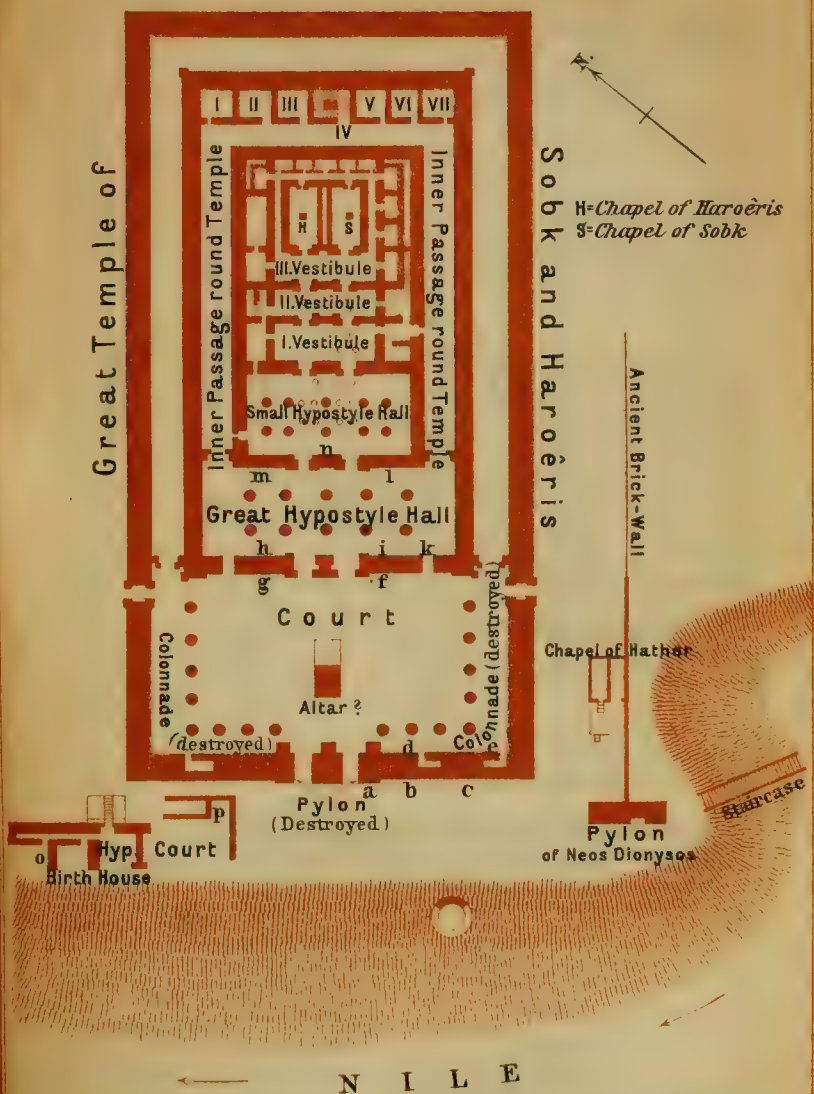 N.
I II III V VI VII
IV
Great Temple of
Sobk and Haroêris
H=Chapel of Haroêris
S=Chapel of Sobk
Inner Passage round Temple
Inner Passage round Temple
H S
III.Vestibule
II.Vestibule
I.Vestibule
Small Hypostyle Hall
n
m l
Great Hypostyle Hall
h i k
g f
Court
Colonnade
(destroyed)
Colonnade (destroyed)
Altar?
d
a b c
Pylon
(Destroyed)
Ancient Brick-Wall
Chapel of Hathor
Staircase
Pylon
of Neos Dionysos
p
o Hyp. Court
Birth House
NILE